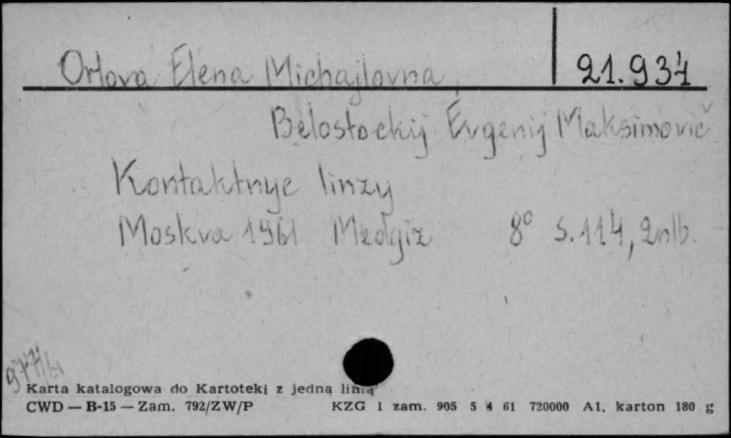 Orlova Elena Michajlovna, 21.934
Belostockij Evgenij Maksimovič
Kontaktnye linzy
Moskva 1961 Medgiz 8° S. 114, 2nlb.
Karta katalogowa do Kartoteki z jedną linią
CWD — B-15 — Zam. 792/ZW/P KZG 1 zam. 905 5 4 61 720000 A1, karton 180 g